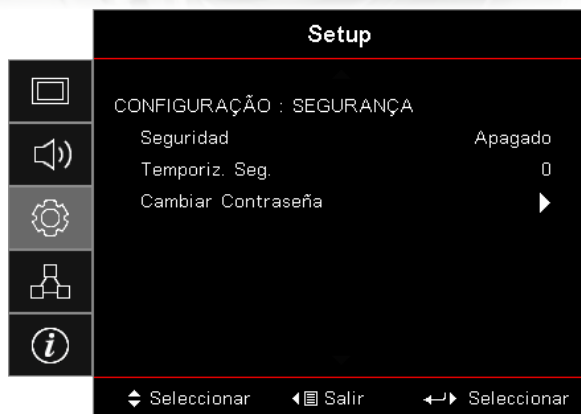 Setup
CONFIGURAÇÃO : SEGURANÇA
Seguridad Apagado
Temporiz. Seg. 0
Cambiar Contraseña
Seleccionar Salir Seleccionar